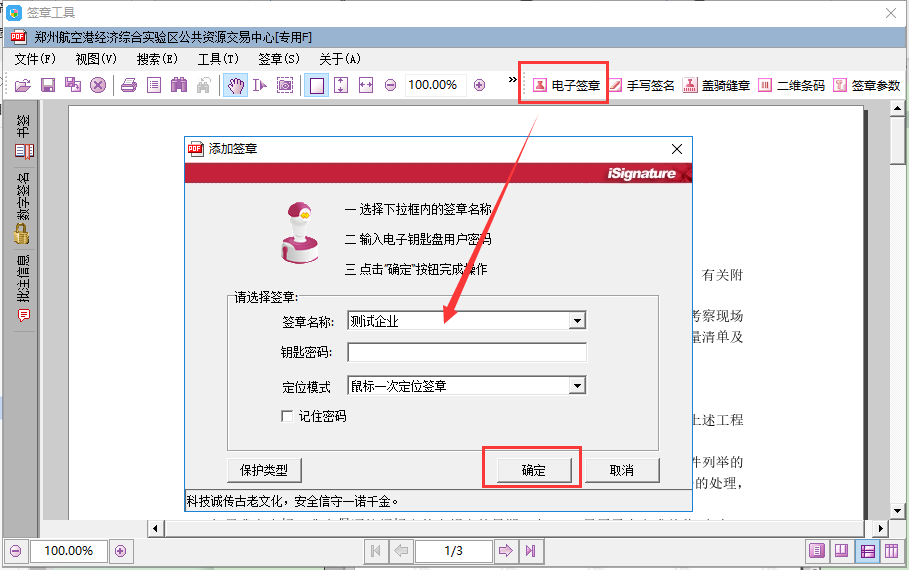 签章工具
郑州航空港经济综合实验区公共资源交易中心[专用F]
文件(F) 视图(V) 搜索(E) 工具(T) 签章(S) 关于(A)
100.00% » 电子签章 手写签名 盖骑缝章 二维条码 签章参数
书签
数字签名
批注信息
添加签章
iSignature
一 选择下拉框内的签章名称
二 输入电子钥匙盘用户密码
三 点击"确定"按钮完成操作
有关附
请选择签章:
签章名称: 测试企业
考察现场
量清单及
钥匙密码:
定位模式 鼠标一次定位签章
记住密码
上述工程
件列举的
保护类型 确定 取消
的处理，
科技诚传古老文化，安全信守一诺千金。
100.00% 1/3